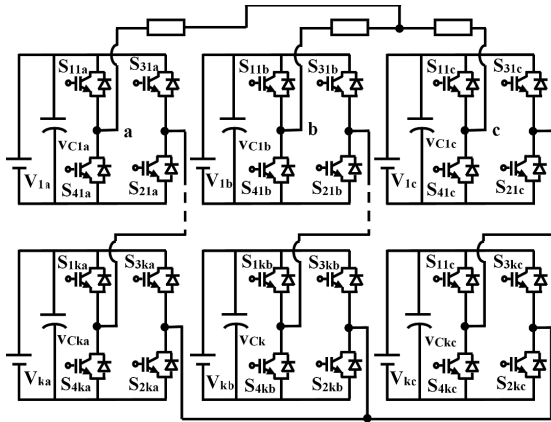 S11a S31a S11b S31b S11c S31c
a b c
vC1a vC1b vC1c
V1a S41a S21a V1b S41b S21b V1c S41c S21c
S1ka S3ka S1kb S3kb S11c S3kc
vCka vCk vCkc
Vka S4ka S2ka Vkb S4kb S2kb Vkc S4kc S2kc